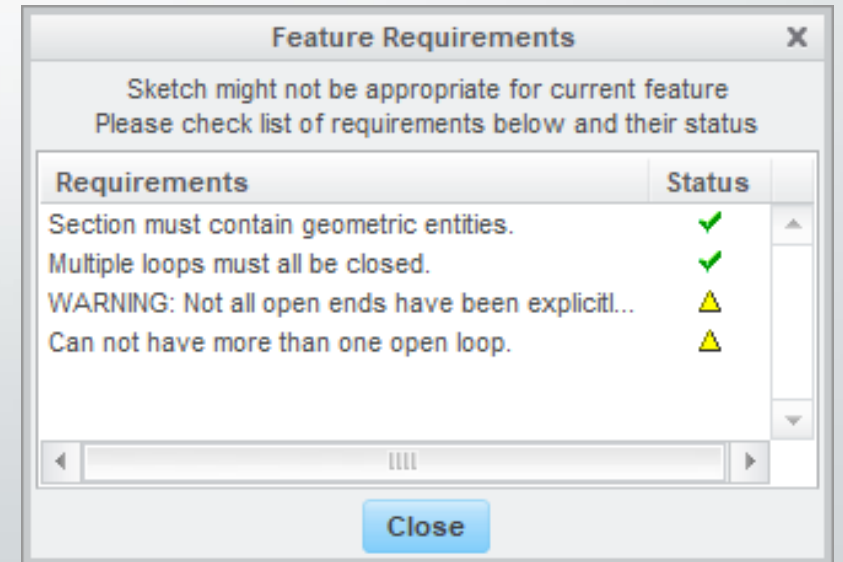 Feature Requirements
Sketch might not be appropriate for current feature
Please check list of requirements below and their status
Requirements Status
Section must contain geometric entities.
Multiple loops must all be closed.
WARNING: Not all open ends have been explicitl...
Can not have more than one open loop.
Close